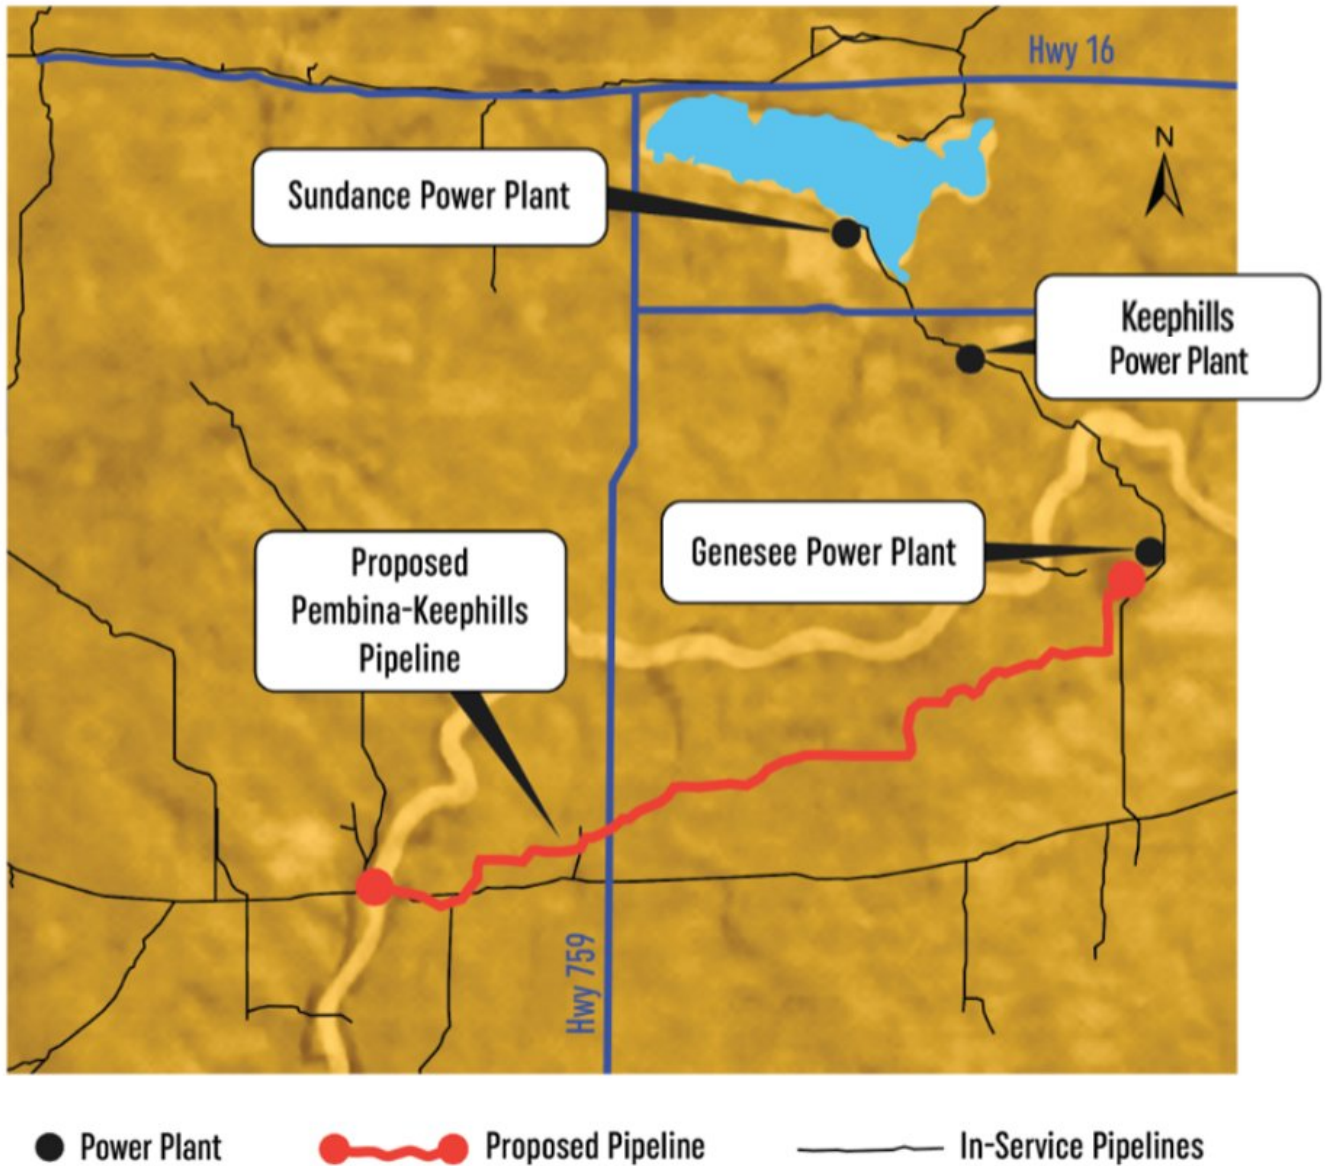 Hwy 16
N
Sundance Power Plant
Keephills
Power Plant
Genesee Power Plant
Proposed
Pembina-Keephills
Pipeline
Hwy 759
Power Plant
Proposed Pipeline
In-Service Pipelines